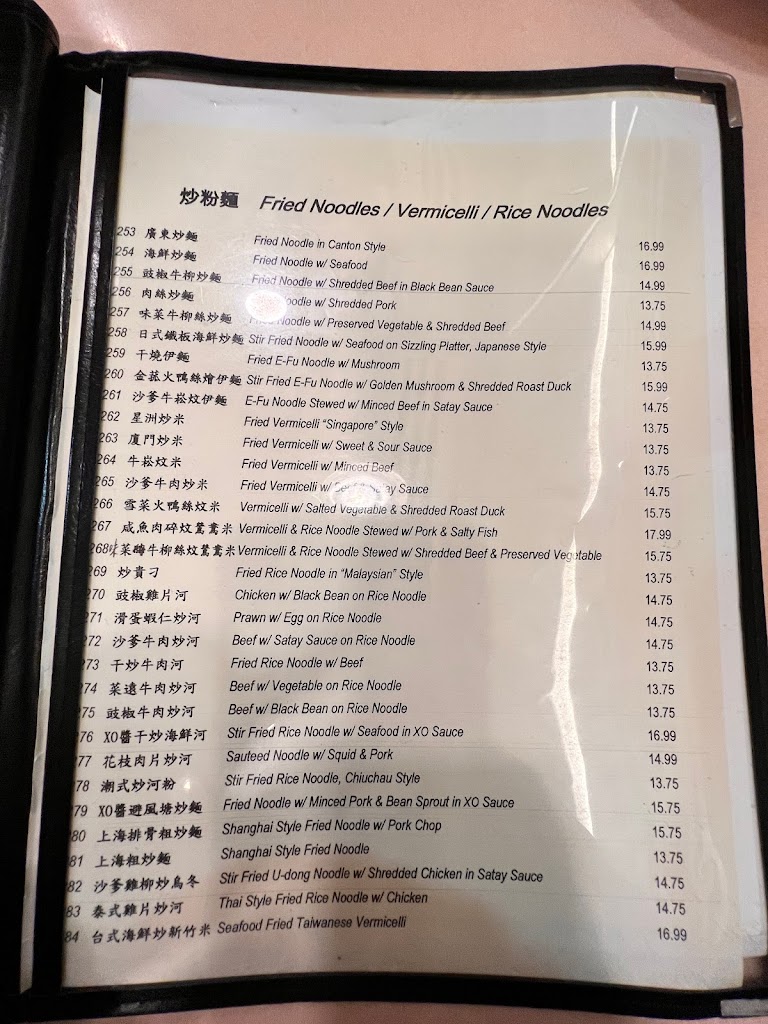 炒粉麵 Fried Noodles / Vermicelli / Rice Noodles
253 廣東炒麵 Fried Noodle in Canton Style 16.99
254 海鮮炒麵 Fried Noodle w/ Seafood 16.99
255 豉椒牛柳炒麵 Fried Noodle w/ Shredded Beef in Black Bean Sauce 14.99
256 肉絲炒麵 Noodle w/ Shredded Pork 13.75
257 味菜牛柳絲炒麵 Fried Noodle w/ Preserved Vegetable & Shredded Beef 14.99
258 日式鐵板海鮮炒麵 Stir Fried Noodle w/ Seafood on Sizzling Platter, Japanese Style 15.99
259 干燒伊麵 Fried E-Fu Noodle w/ Mushroom 13.75
260 金菇火鴨絲燴伊麵 Stir Fried E-Fu Noodle w/ Golden Mushroom & Shredded Roast Duck 15.99
261 沙爹牛崧炆伊麵 E-Fu Noodle Stewed w/ Minced Beef in Satay Sauce 14.75
262 星洲炒米 Fried Vermicelli "Singapore" Style 13.75
263 廈門炒米 Fried Vermicelli w/ Sweet & Sour Sauce 13.75
264 牛崧炆米 Fried Vermicelli w/ Minced Beef 13.75
265 沙爹牛肉炒米 Fried Vermicelli w/ Beef & Satay Sauce 14.75
266 雪菜火鴨絲炆米 Vermicelli w/ Salted Vegetable & Shredded Roast Duck 15.75
267 咸魚肉碎炆鴛鴦米 Vermicelli & Rice Noodle Stewed w/ Pork & Salty Fish 17.99
268 菜牛柳絲炆鴛鴦米 Vermicelli & Rice Noodle Stewed w/ Shredded Beef & Preserved Vegetable 15.75
269 炒貴刁 Fried Rice Noodle in "Malaysian" Style 13.75
270 豉椒雞片河 Chicken w/ Black Bean on Rice Noodle 14.75
271 滑蛋蝦仁炒河 Prawn w/ Egg on Rice Noodle 14.75
272 沙爹牛肉炒河 Beef w/ Satay Sauce on Rice Noodle 14.75
73 干炒牛肉河 Fried Rice Noodle w/ Beef 13.75
74 菜遠牛肉炒河 Beef w/ Vegetable on Rice Noodle 13.75
75 豉椒牛肉炒河 Beef w/ Black Bean on Rice Noodle 13.75
76 XO醬干炒海鮮河 Stir Fried Rice Noodle w/ Seafood in XO Sauce 16.99
77 花枝肉片炒河 Sauteed Noodle w/ Squid & Pork 14.99
78 潮式炒河粉 Stir Fried Rice Noodle, Chiuchau Style 13.75
79 XO醬避風塘炒麵 Fried Noodle w/ Minced Pork & Bean Sprout in XO Sauce 15.75
80 上海排骨粗炒麵 Shanghai Style Fried Noodle w/ Pork Chop 15.75
81 上海粗炒麵 Shanghai Style Fried Noodle 13.75
82 沙爹雞柳炒烏冬 Stir Fried U-dong Noodle w/ Shredded Chicken in Satay Sauce 14.75
83 泰式雞片炒河 Thai Style Fried Rice Noodle w/ Chicken 14.75
84 台式海鮮炒新竹米 Seafood Fried Taiwanese Vermicelli 16.99